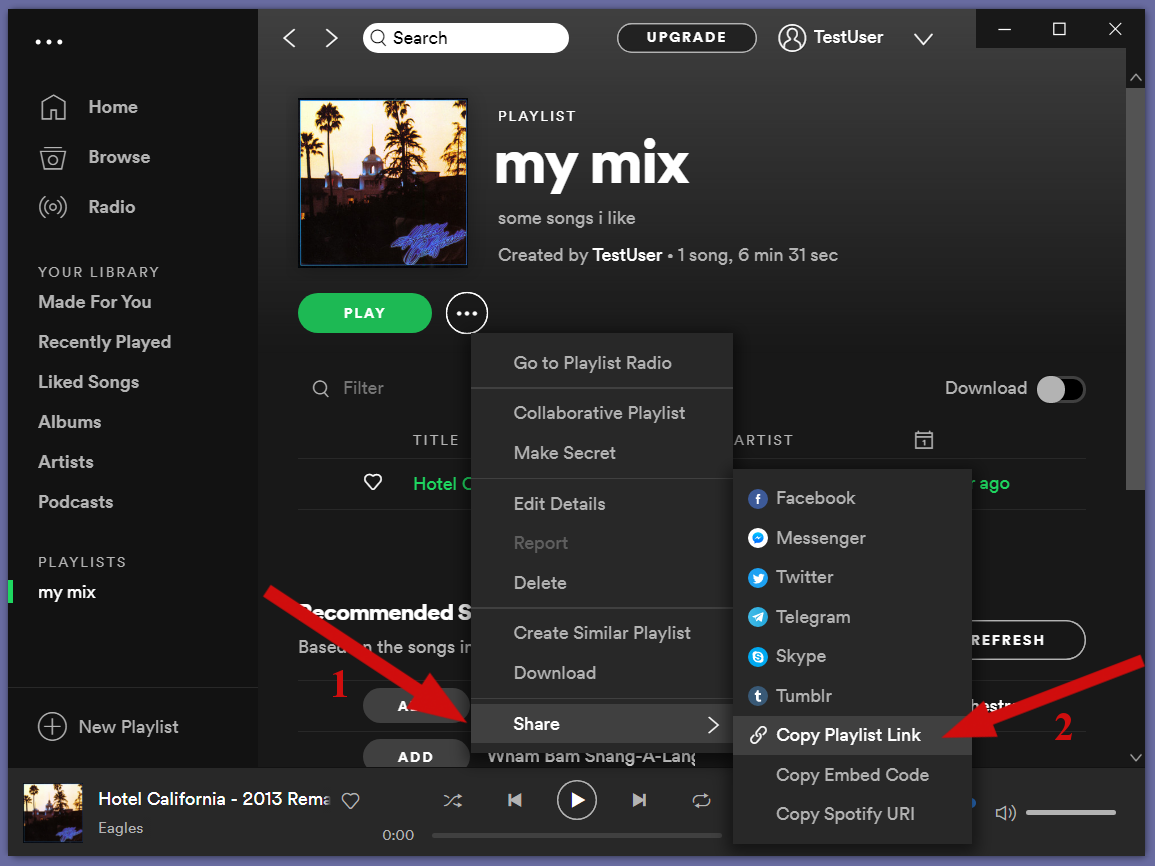 Search
UPGRADE
TestUser
Home
Browse
Radio
YOUR LIBRARY
Made For You
Recently Played
Liked Songs
Albums
Artists
Podcasts
PLAYLISTS
my mix
New Playlist
PLAYLIST
my mix
some songs i like
Created by TestUser • 1 song, 6 min 31 sec
PLAY
Filter
Download
TITLE
ARTIST
1
Hotel C
ago
Recommended S
Based on the songs in
REFRESH
1
ADD
Wham Bam Shang-A-Lang
Go to Playlist Radio
Collaborative Playlist
Make Secret
Edit Details
Report
Delete
Create Similar Playlist
Download
Share
Facebook
Messenger
Twitter
Telegram
Skype
Tumblr
Copy Playlist Link
Copy Embed Code
Copy Spotify URI
2
Hotel California - 2013 Rema
Eagles
0:00